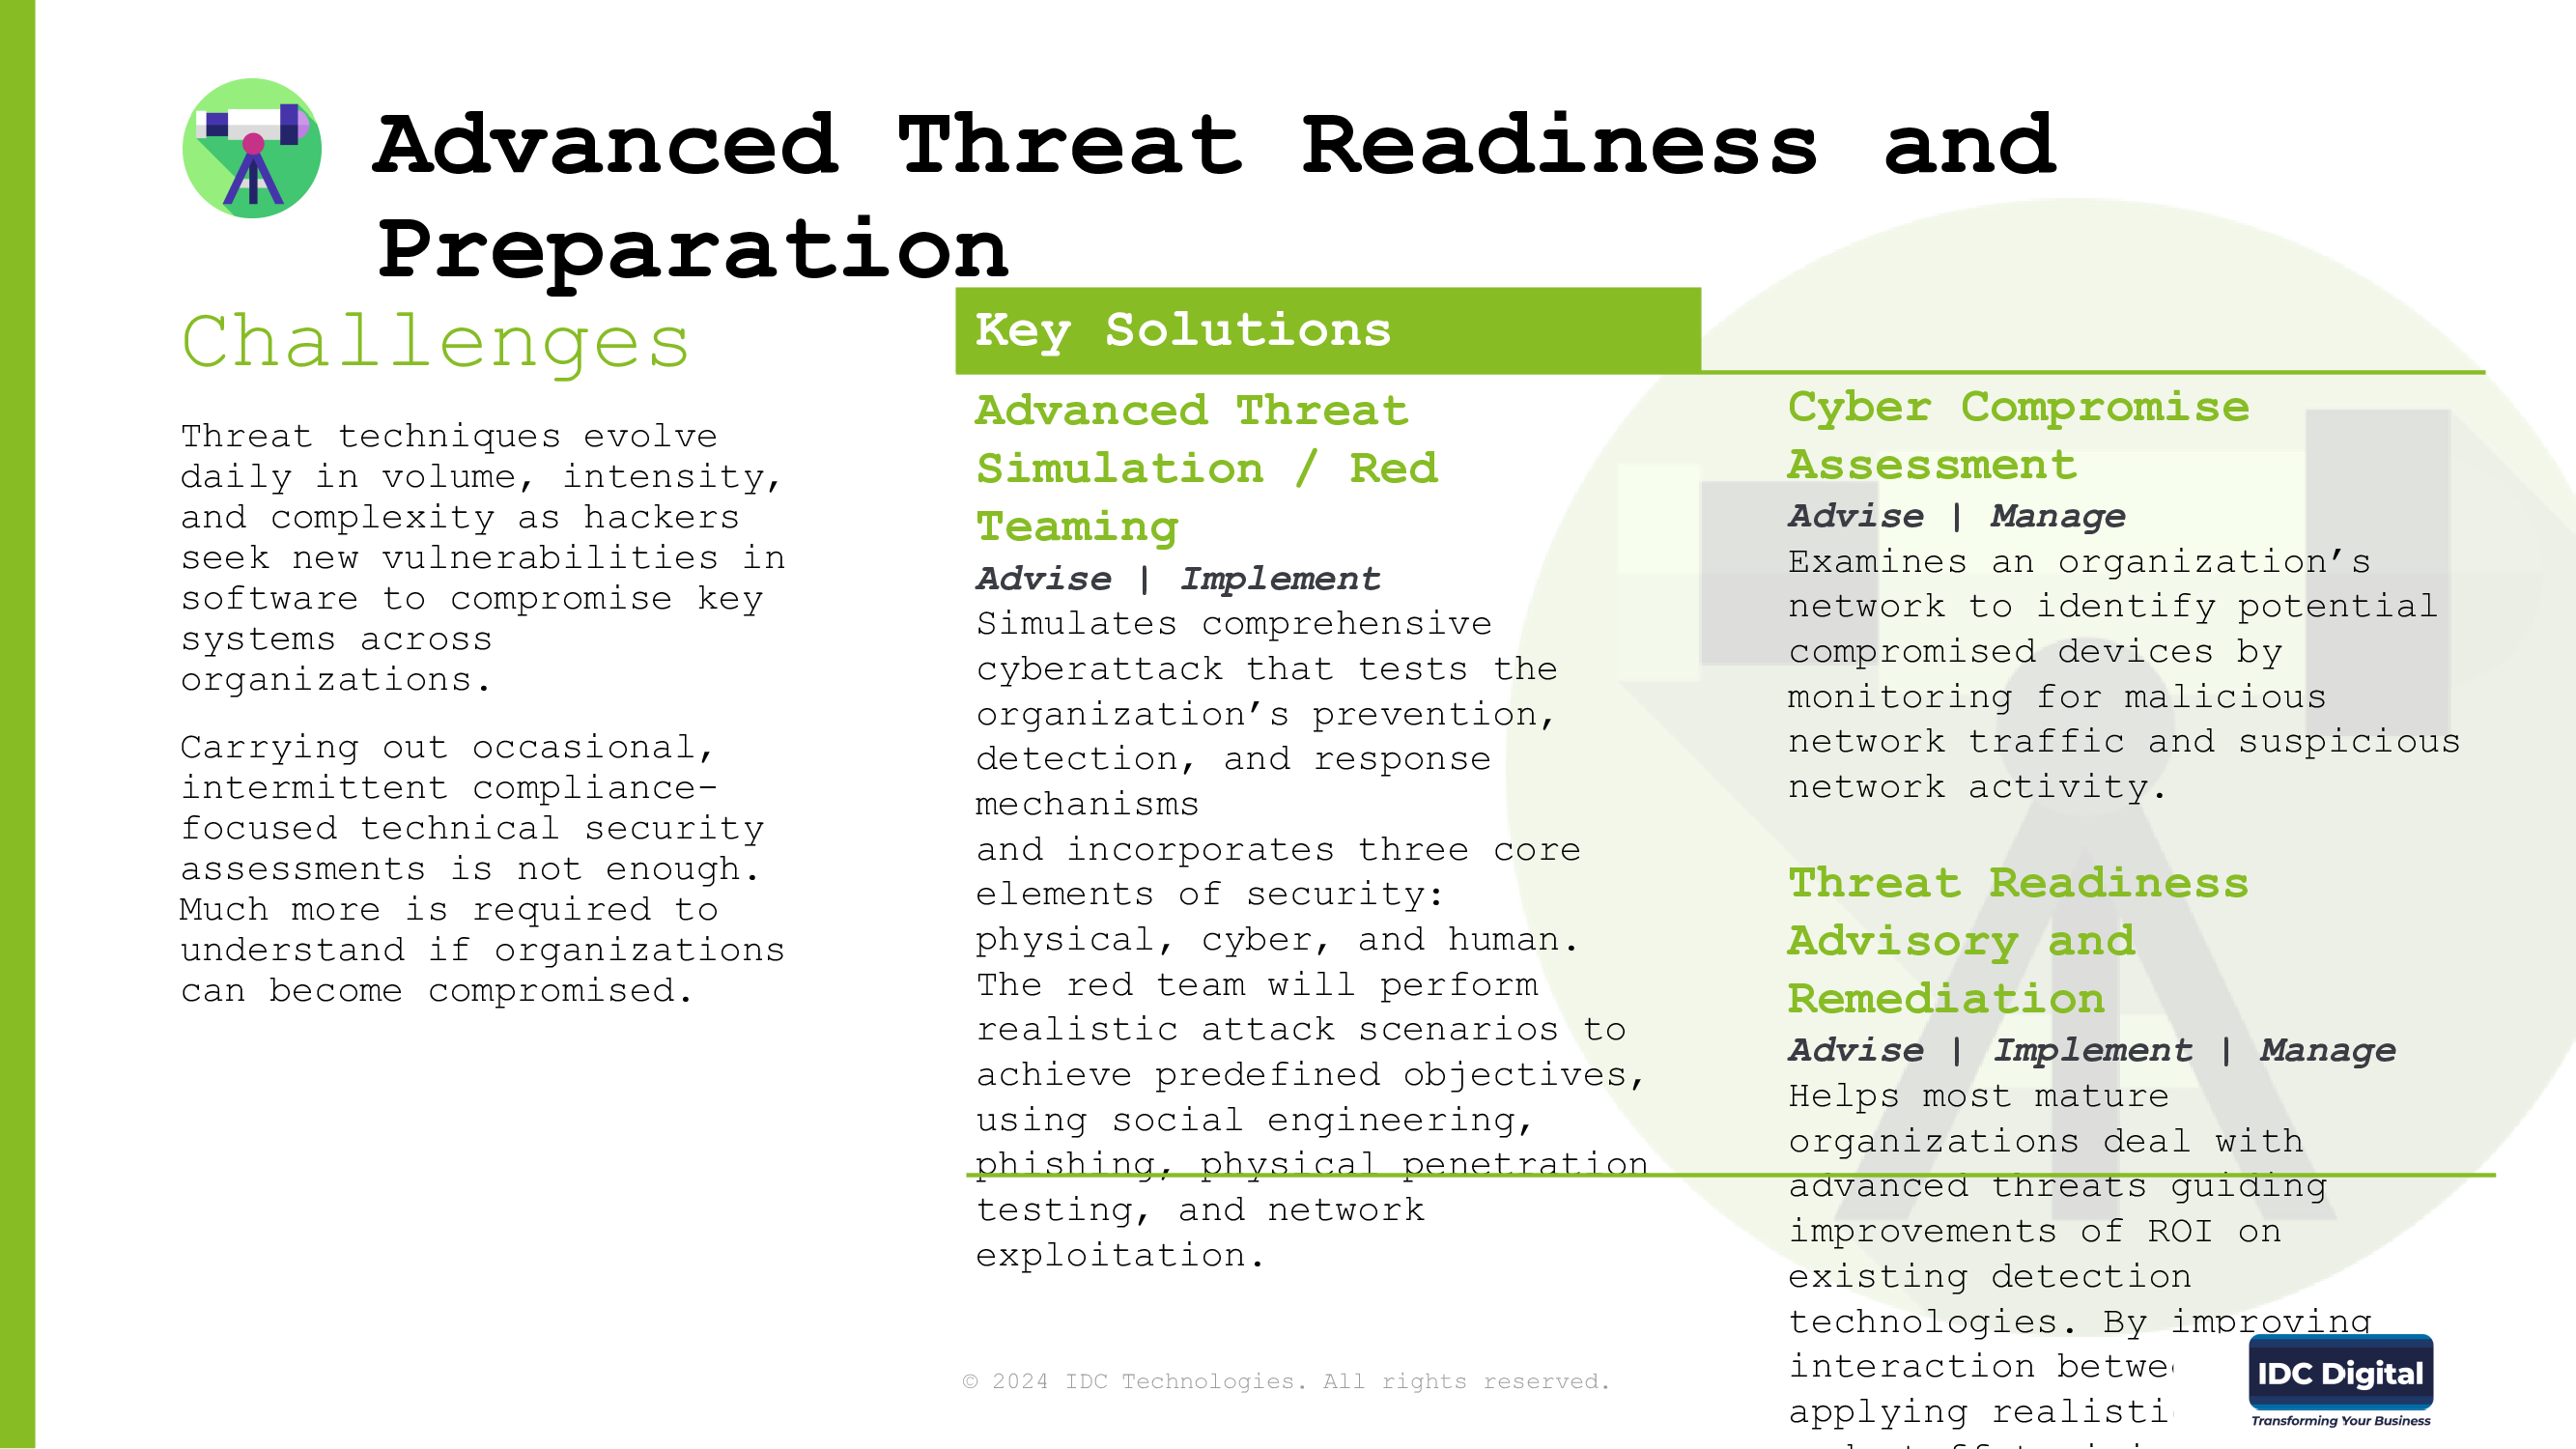 Advanced Threat Readiness and
Preparation
Challenges
Threat techniques evolve
daily in volume, intensity,
and complexity as hackers
seek new vulnerabilities in
software to compromise key
systems across
organizations.
Carrying out occasional,
intermittent compliance-
focused technical security
assessments is not enough.
Much more is required to
understand if organizations
can become compromised.
Key Solutions
Advanced Threat
Simulation / Red
Teaming
Advise | Implement
Simulates comprehensive
cyberattack that tests the
organization’s prevention,
detection, and response
mechanisms
and incorporates three core
elements of security:
physical, cyber, and human.
The red team will perform
realistic attack scenarios to
achieve predefined objectives,
using social engineering,
phishing, physical penetration
testing, and network
exploitation.
Cyber Compromise
Assessment
Advise | Manage
Examines an organization’s
network to identify potential
compromised devices by
monitoring for malicious
network traffic and suspicious
network activity.
Threat Readiness
Advisory and
Remediation
Advise | Implement | Manage
Helps most mature
organizations deal with
advanced threats guiding
improvements of ROI on
existing detection
technologies. By improving
interaction
applying
© 2024 IDC Technologies. All rights reserved.
IDC Digital
Transforming Your Business